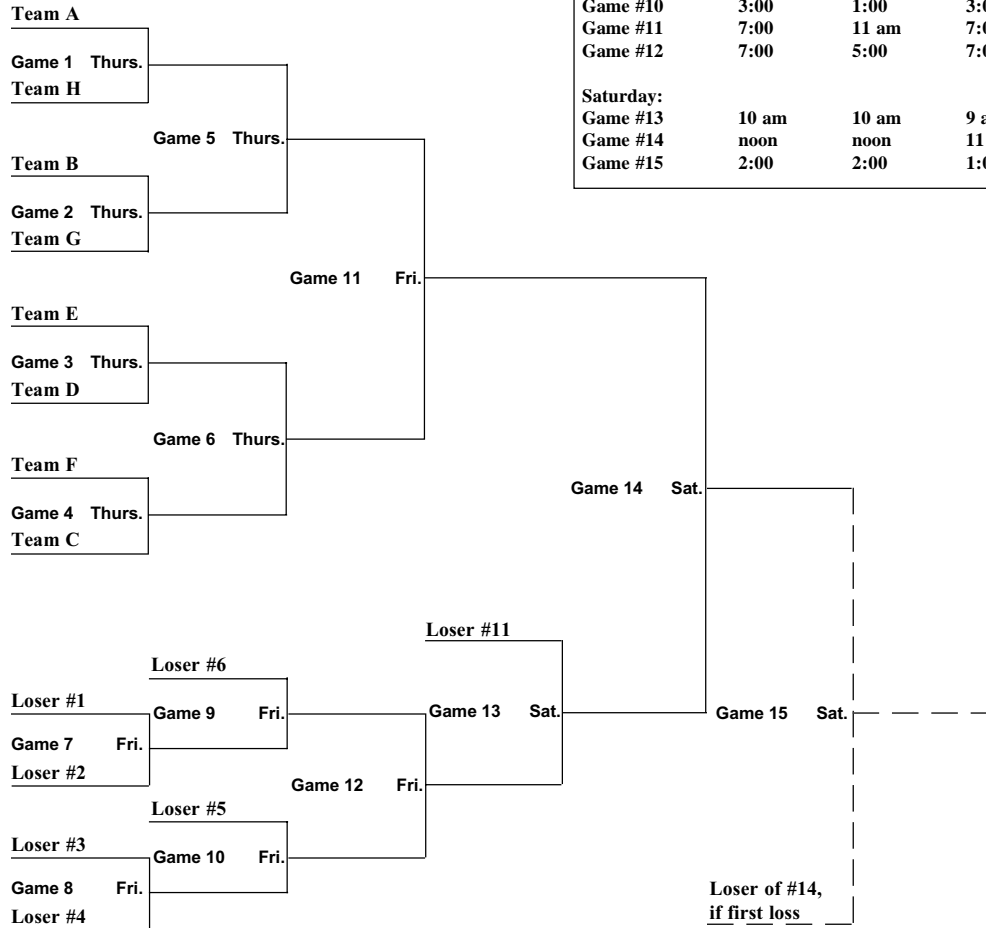 Game #10 3:00 1:00
Game #11 7:00 11 am
Game #12 7:00 5:00
Saturday:
Game #13 10 am 10 am
Game #14 noon noon 11
Game #15 2:00 2:00
Team A
Game 1 Thurs.
Team H
Game 5 Thurs.
Team B
Game 2 Thurs.
Team G
Game 11 Fri.
Team E
Game 3 Thurs.
Team D
Game 6 Thurs.
Team F
Game 4 Thurs.
Team C
Game 14 Sat.
Loser #11
Loser #6
Loser #1
Game 9 Fri.
Game 13 Sat.
Game 15 Sat.
Game 7 Fri.
Loser #2
Game 12 Fri.
Loser #5
Loser #3
Game 10 Fri.
Game 8 Fri.
Loser #4
Loser of #14,
if first loss